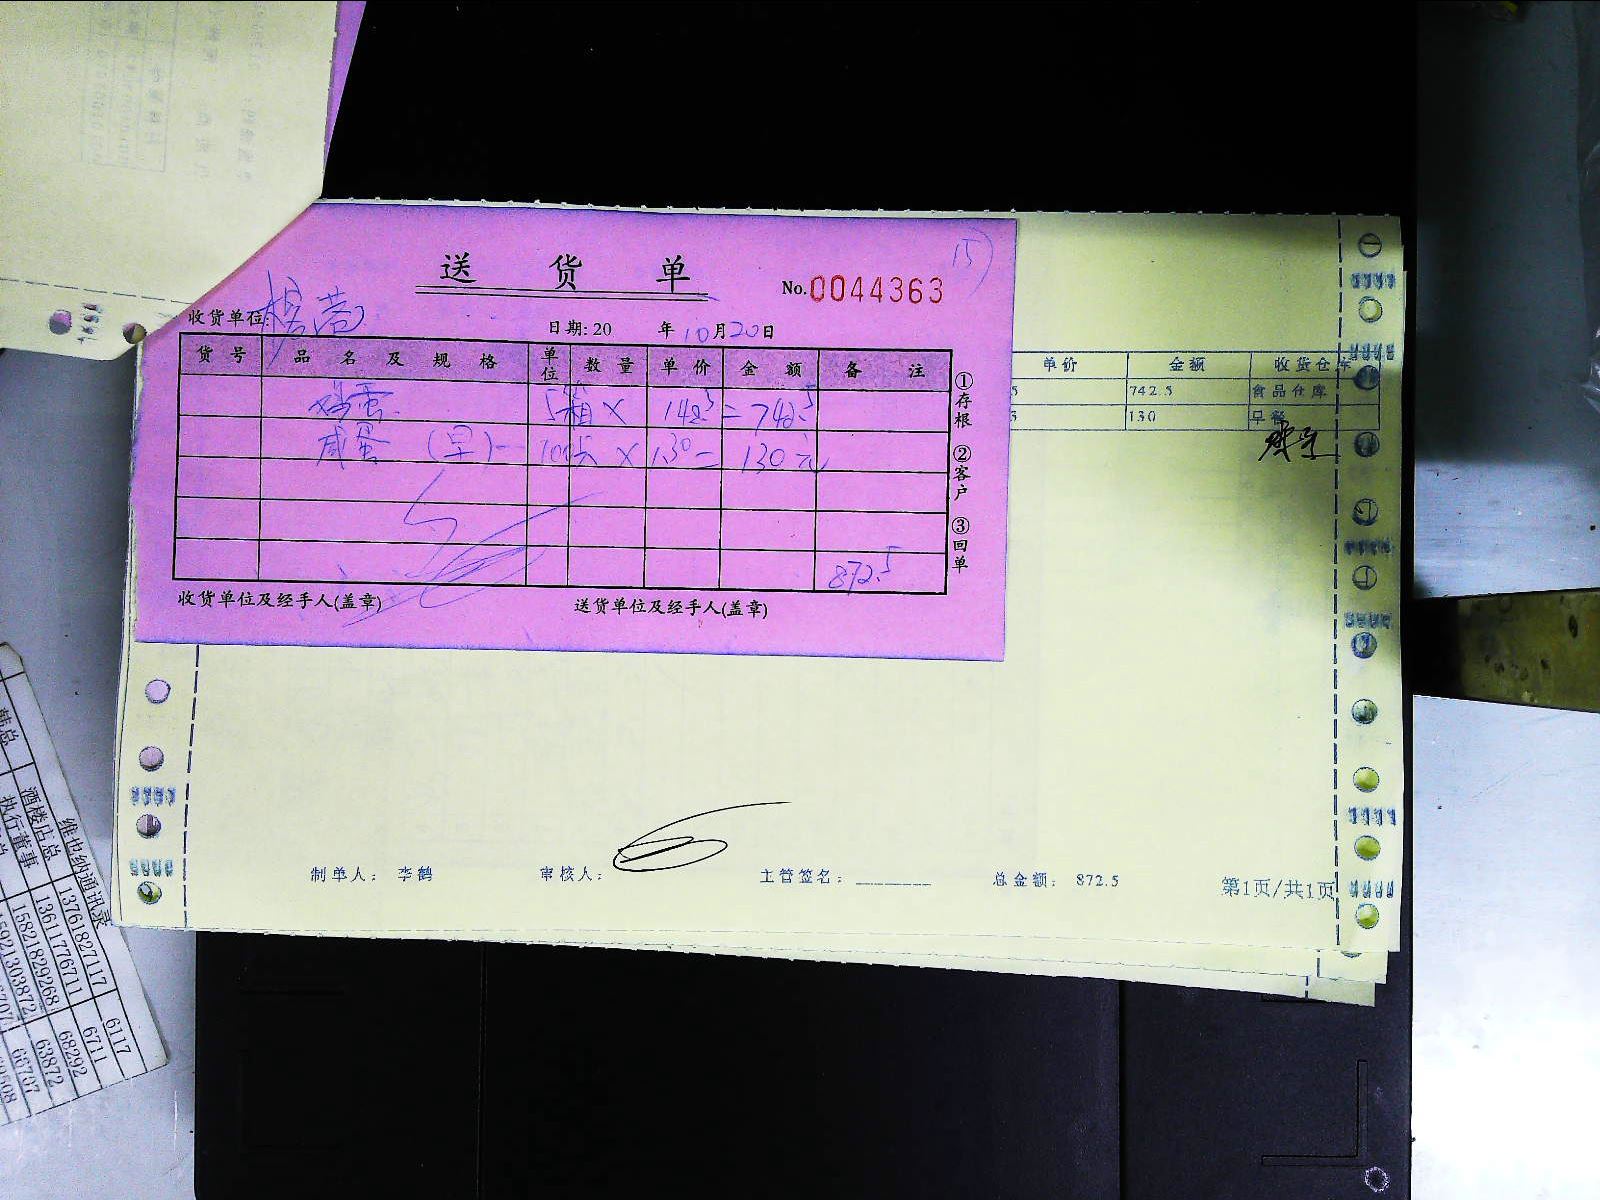 送货单
No.0044363
15
收货单位:
日期:20 年10月20日
货号 品名及规格 单位 数量 单价 金额 备注
鸡蛋 5箱 × 148.5 = 742.5
咸蛋 (早) 100只 × 1.30 = 130元
872.5
收货单位及经手人(盖章) 送货单位及经手人(盖章)
①存根 ②客户 ③回单
单价 金额 收货仓库
5 742.5 食品仓库
5 130 早餐
制单人: 李鹤 审核人: 主管签名: 总金额: 872.5 第1页/共1页
维也纳通讯录
酒楼店总 13761827117 6117
执行董事 13611776711 6711
15821829268 68292
15921303872 63872